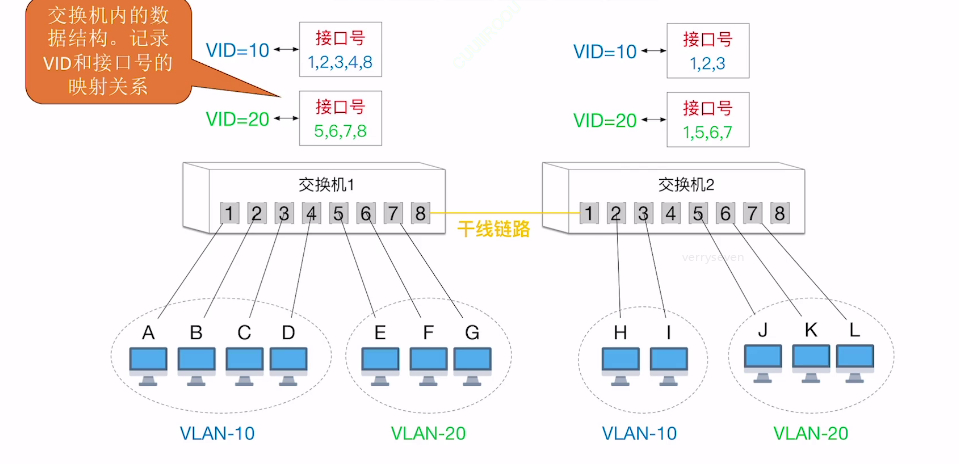 交换机内的数
据结构。记录
VID和接口号的
映射关系
VID=10
接口号
1,2,3,4,8
VID=10
接口号
1,2,3
VID=20
接口号
5,6,7,8
VID=20
接口号
1,5,6,7
交换机1
1 2 3 4 5 6 7 8
干线链路
交换机2
1 2 3 4 5 6 7 8
verryseven
A B C D
E F G
H I
J K L
VLAN-10
VLAN-20
VLAN-10
VLAN-20